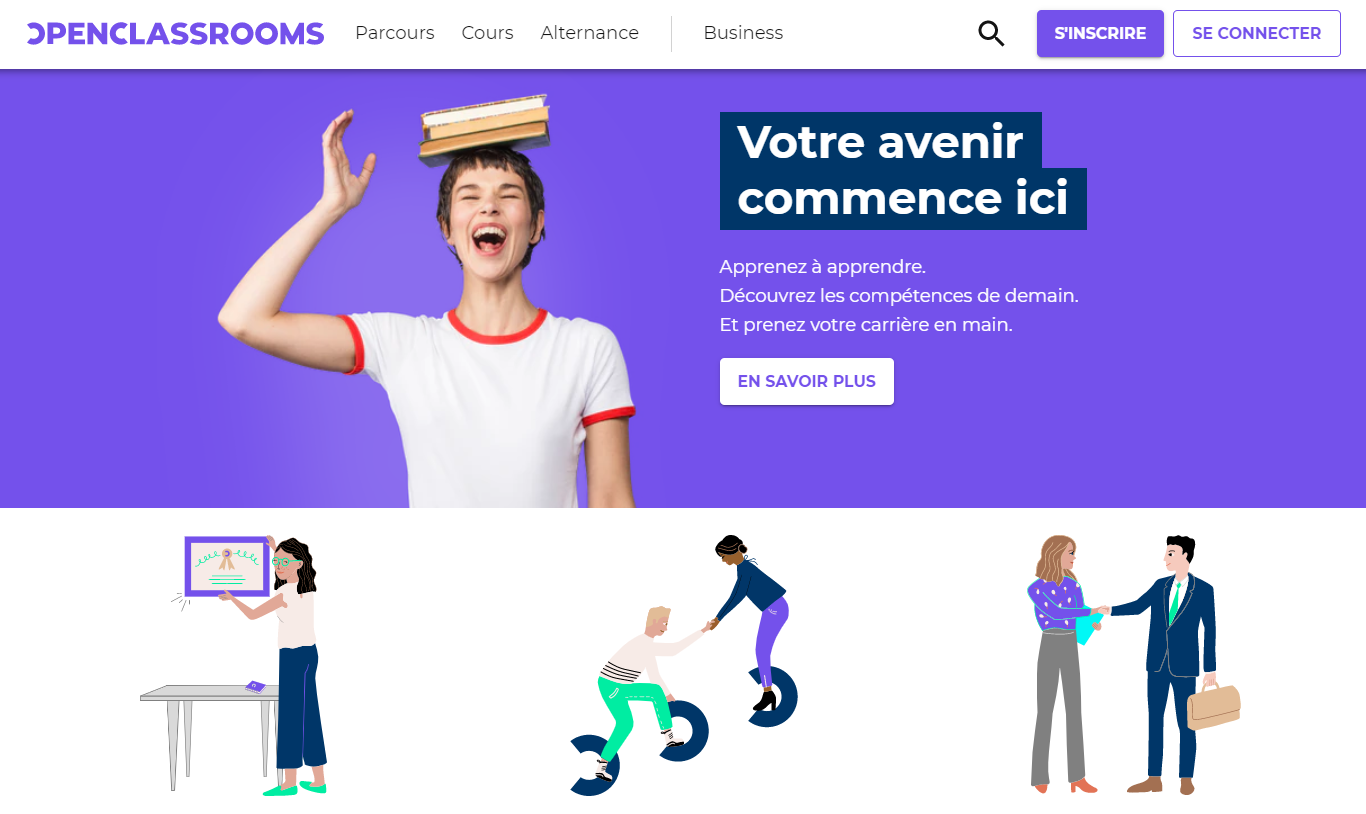 OPENCLASSROOMS
Parcours Cours Alternance Business
S'INSCRIRE SE CONNECTER
Votre avenir
commence ici
Apprenez à apprendre.
Découvrez les compétences de demain.
Et prenez votre carrière en main.
EN SAVOIR PLUS